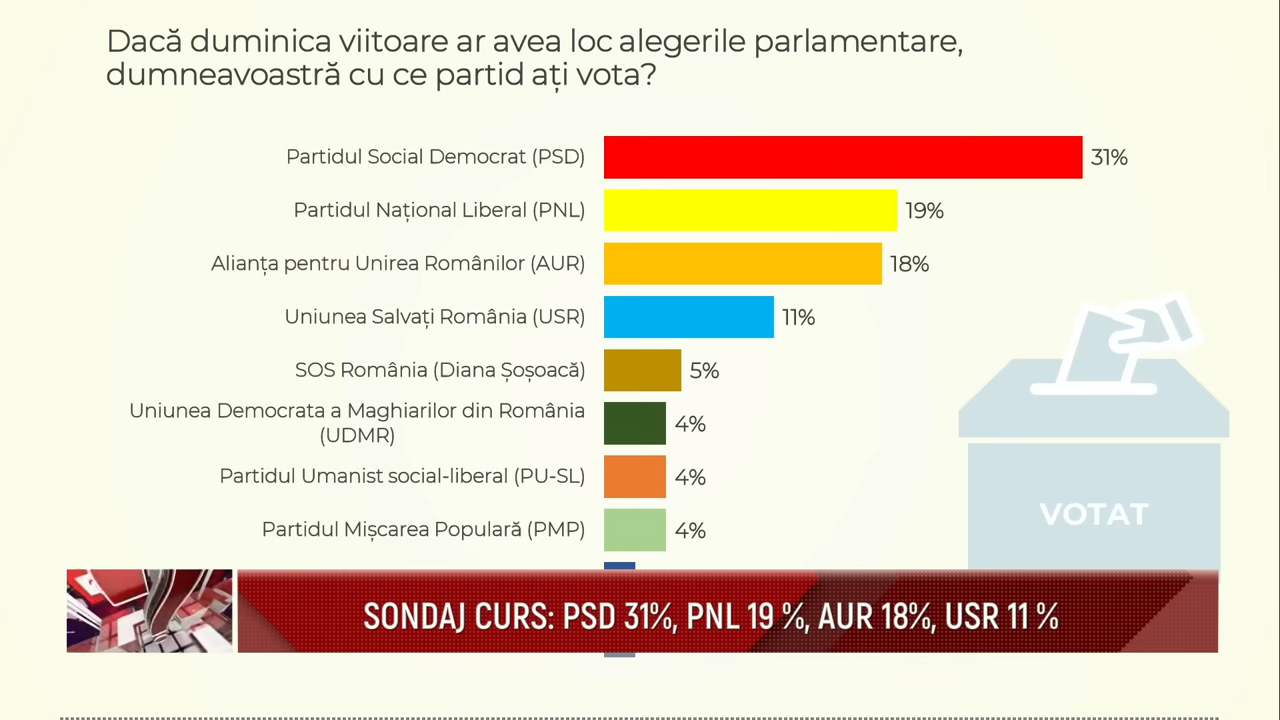 Dacă duminica viitoare ar avea loc alegerile parlamentare,
dumneavoastră cu ce partid ați vota?
Partidul Social Democrat (PSD) 31%
Partidul Național Liberal (PNL) 19%
Alianța pentru Unirea Românilor (AUR) 18%
Uniunea Salvați România (USR) 11%
SOS România (Diana Șoșoacă) 5%
Uniunea Democrata a Maghiarilor din România
(UDMR) 4%
Partidul Umanist social-liberal (PU-SL) 4%
Partidul Mișcarea Populară (PMP) 4%
VOTAT
SONDAJ CURS: PSD 31%, PNL 19 %, AUR 18%, USR 11 %